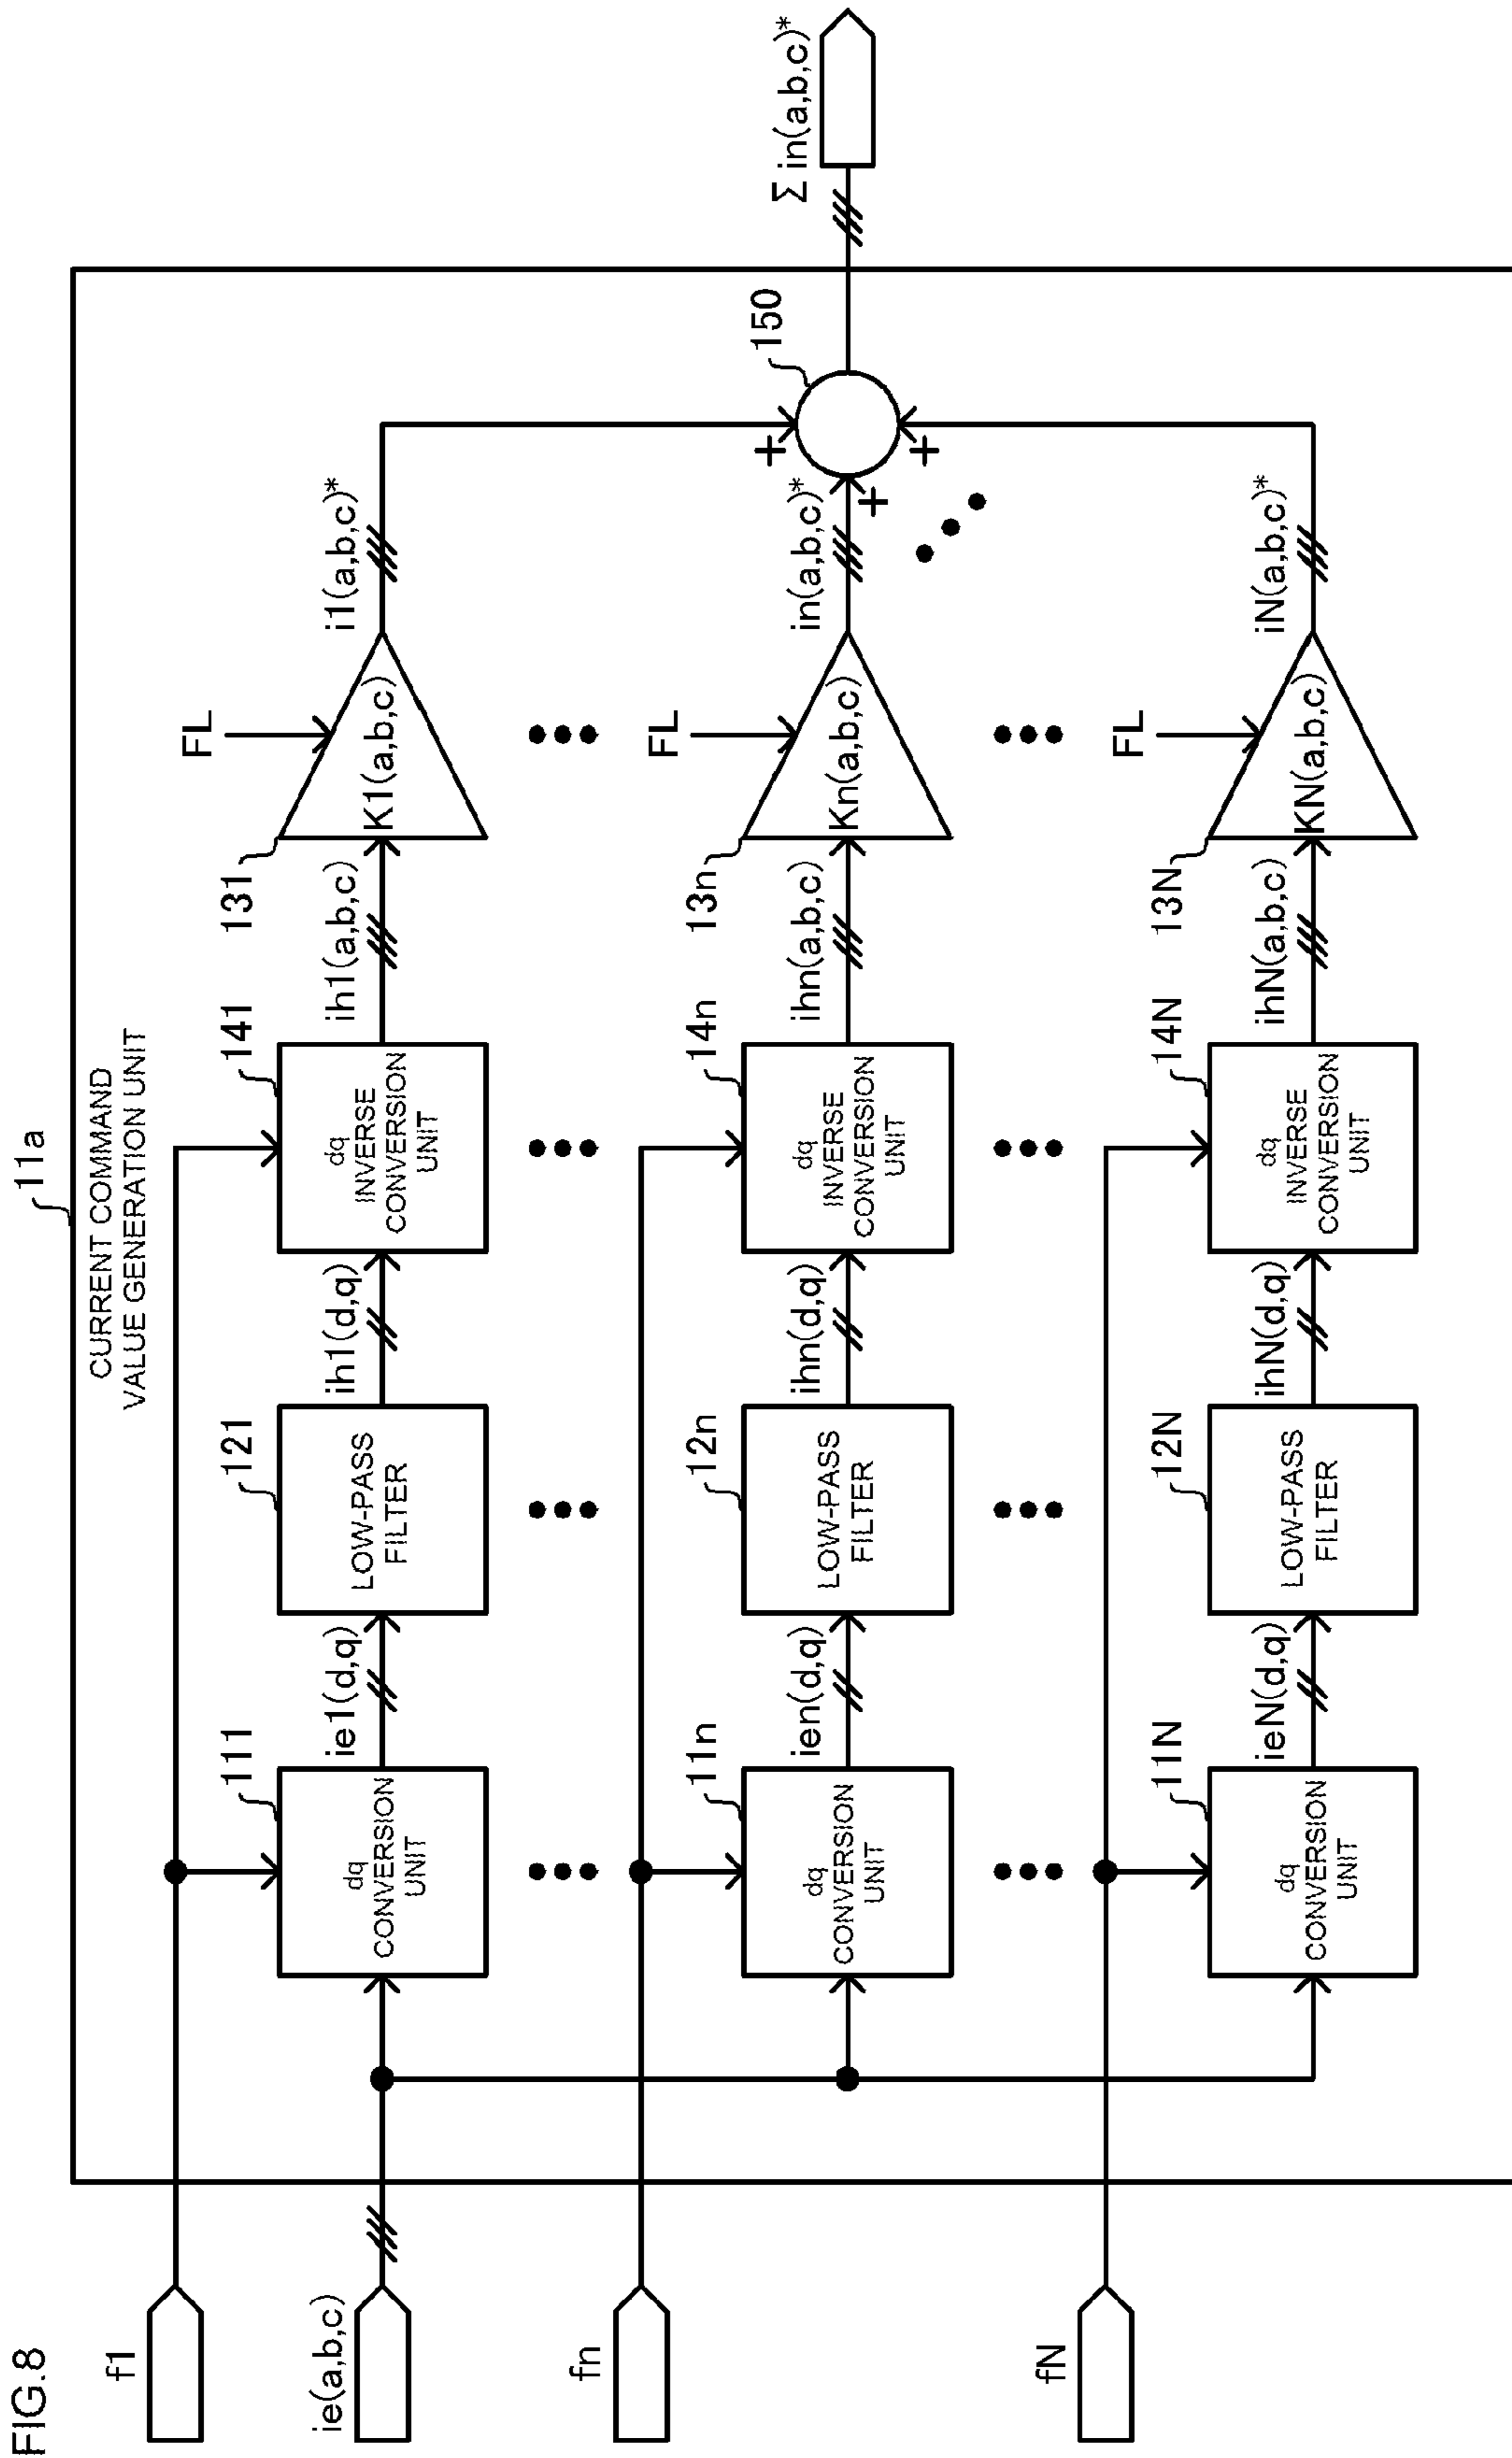 FIG.8
11a
CURRENT COMMAND
VALUE GENERATION UNIT
f1
ie(a,b,c)
111
dq
CONVERSION
UNIT
ie1(d,q)
121
LOW-PASS
FILTER
ih1(d,q)
141
dq
INVERSE
CONVERSION
UNIT
ih1(a,b,c)
131
FL
K1(a,b,c)
i1(a,b,c)*
fn
11n
dq
CONVERSION
UNIT
ien(d,q)
12n
LOW-PASS
FILTER
ihn(d,q)
14n
dq
INVERSE
CONVERSION
UNIT
ihn(a,b,c)
13n
FL
Kn(a,b,c)
in(a,b,c)*
+
+
+
150
Σ in(a,b,c)*
fN
11N
dq
CONVERSION
UNIT
ieN(d,q)
12N
LOW-PASS
FILTER
ihN(d,q)
14N
dq
INVERSE
CONVERSION
UNIT
ihN(a,b,c)
13N
FL
KN(a,b,c)
iN(a,b,c)*